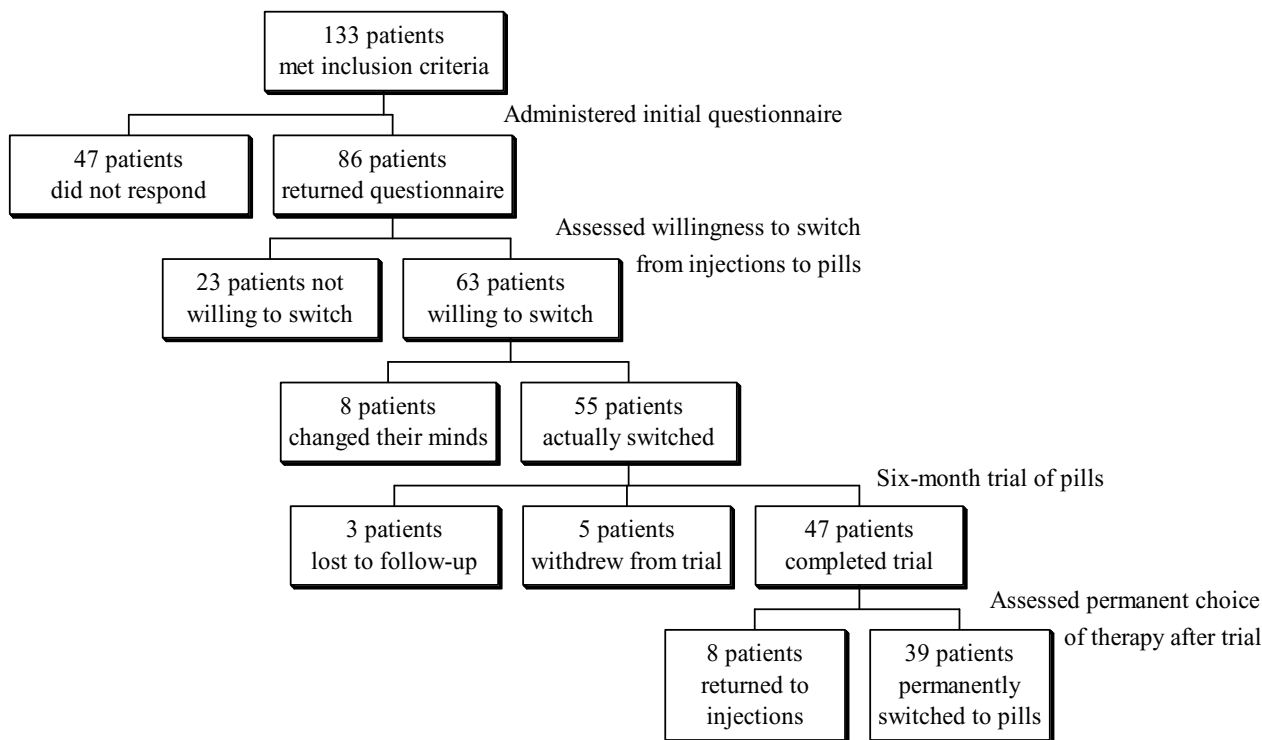 133 patients
met inclusion criteria
Administered initial questionnaire
47 patients
did not respond
86 patients
returned questionnaire
Assessed willingness to switch
from injections to pills
23 patients not
willing to switch
63 patients
willing to switch
8 patients
changed their minds
55 patients
actually switched
Six-month trial of pills
3 patients
lost to follow-up
5 patients
withdrew from trial
47 patients
completed trial
Assessed permanent choice
of therapy after trial
8 patients
returned to
injections
39 patients
permanently
switched to pills